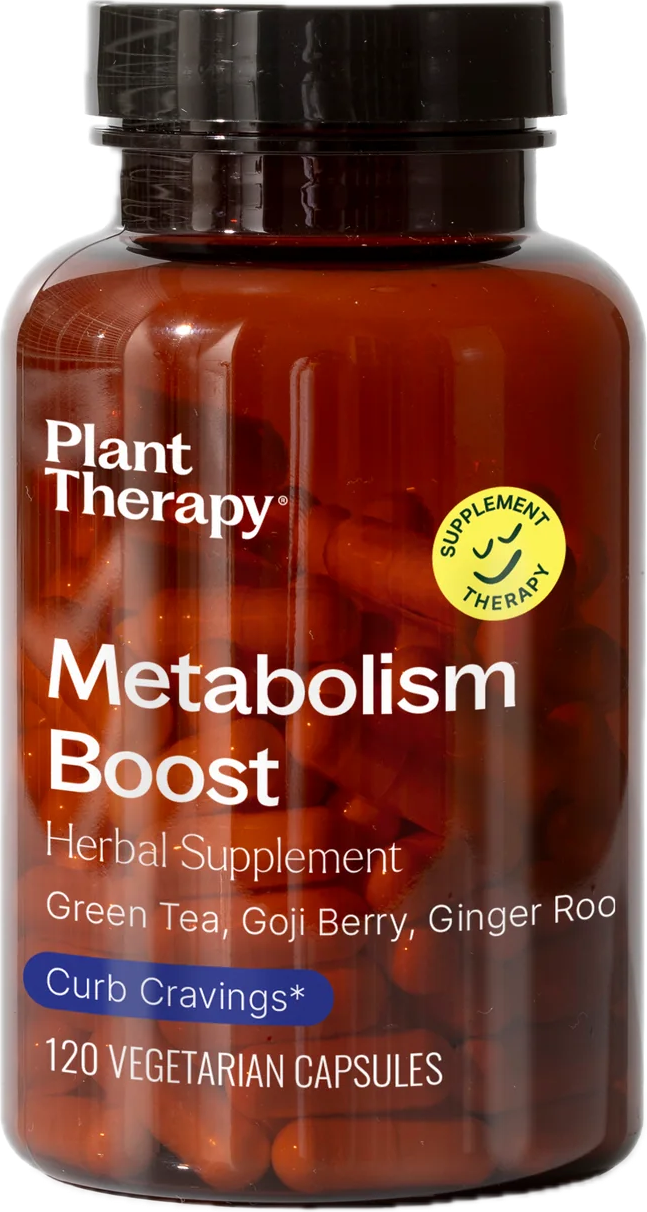 Plant
Therapy®
SUPPLEMENT
THERAPY
Metabolism
Boost
Herbal Supplement
Green Tea, Goji Berry, Ginger Roo
Curb Cravings*
120 VEGETARIAN CAPSULES